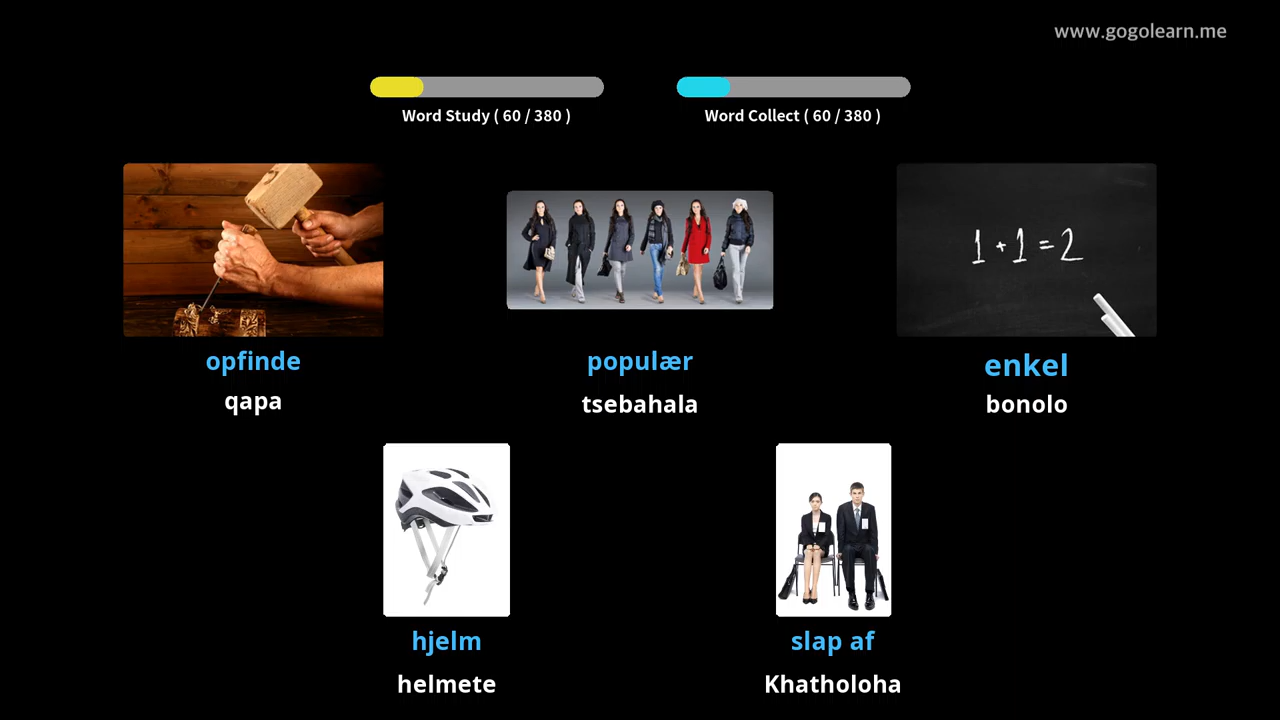 www.gogolearn.me
Word Study ( 60 / 380 )
Word Collect ( 60 / 380 )
1 + 1 = 2
opfinde
qapa
populær
tsebahala
enkel
bonolo
hjelm
helmete
slap af
Khatholoha